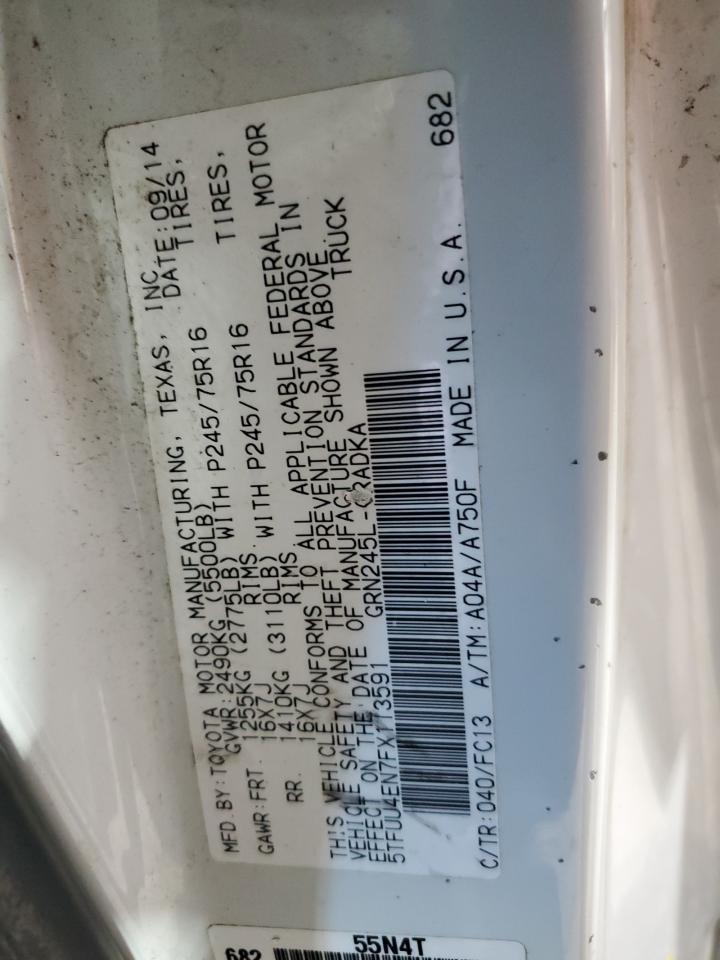 MFD.BY:TOYOTA MOTOR MANUFACTURING, TEXAS, INC.
GVWR:2490KG (5500LB) DATE:09/14
GAWR:FRT. 1255KG (2775LB) WITH P245/75R16 TIRES,
16X7J RIMS.
RR. 1410KG (3110LB) WITH P245/75R16 TIRES,
16X7J RIMS
THIS VEHICLE CONFORMS TO ALL APPLICABLE FEDERAL MOTOR
VEHICLE SAFETY AND THEFT PREVENTION STANDARDS IN
EFFECT ON THE DATE OF MANUFACTURE SHOWN ABOVE.
5TFUU4EN7FX113591 GRN245L-CRADKA TRUCK
C/TR:040/FC13 A/TM:A04A/A750F MADE IN U.S.A. 682
682 55N4T